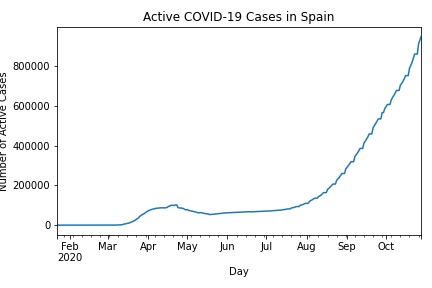 Active COVID-19 Cases in Spain
Number of Active Cases
800000
600000
400000
200000
0
Feb
2020
Mar
Apr
May
Jun
Jul
Aug
Sep
Oct
Day